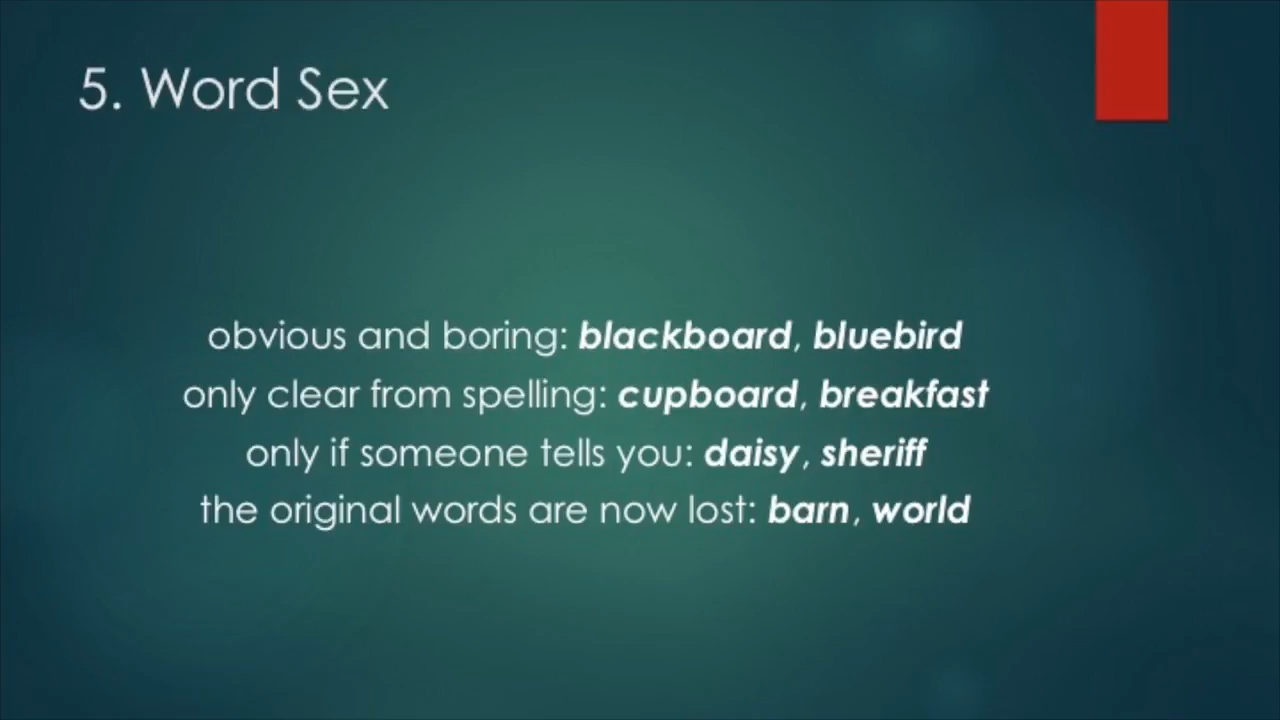 5. Word Sex
obvious and boring: blackboard, bluebird
only clear from spelling: cupboard, breakfast
only if someone tells you: daisy, sheriff
the original words are now lost: barn, world